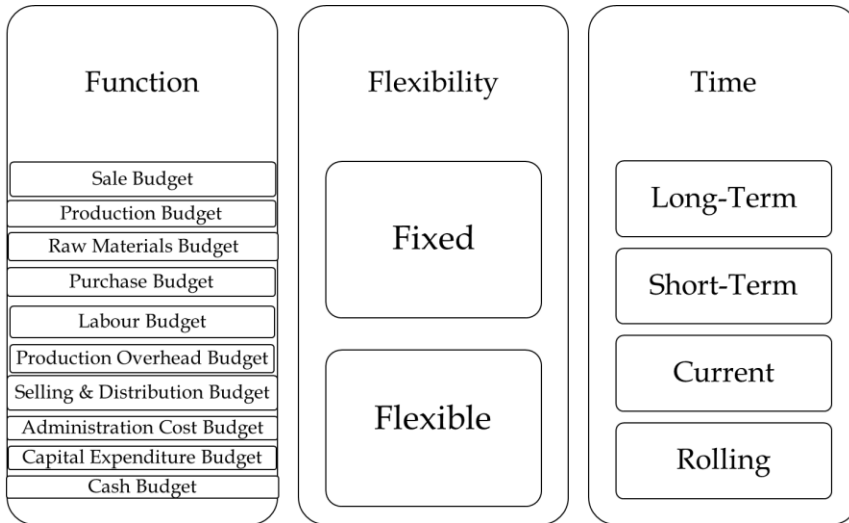 Function
Sale Budget
Production Budget
Raw Materials Budget
Purchase Budget
Labour Budget
Production Overhead Budget
Selling & Distribution Budget
Administration Cost Budget
Capital Expenditure Budget
Cash Budget
Flexibility
Fixed
Flexible
Time
Long-Term
Short-Term
Current
Rolling